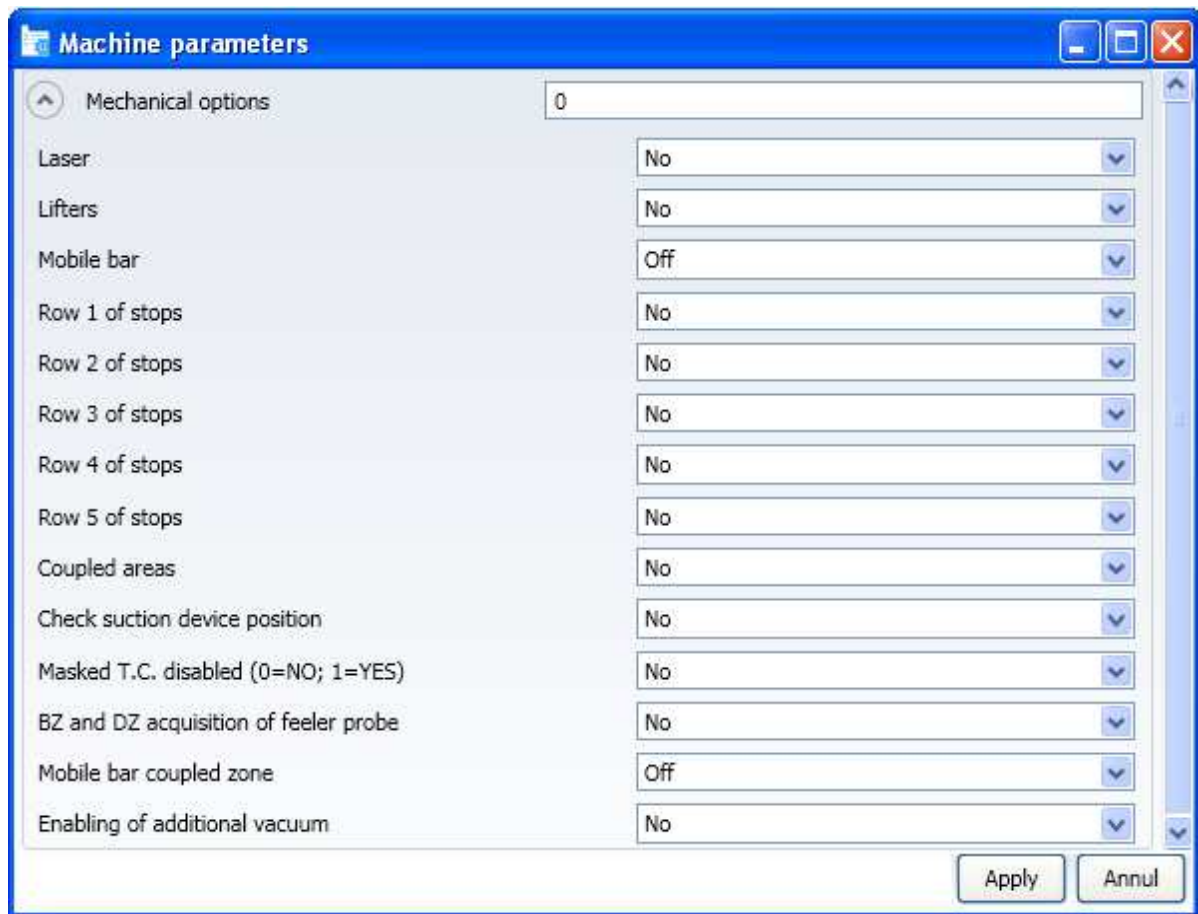 Machine parameters
Mechanical options 0
Laser No
Lifters No
Mobile bar Off
Row 1 of stops No
Row 2 of stops No
Row 3 of stops No
Row 4 of stops No
Row 5 of stops No
Coupled areas No
Check suction device position No
Masked T.C. disabled (0=NO; 1=YES) No
BZ and DZ acquisition of feeler probe No
Mobile bar coupled zone Off
Enabling of additional vacuum No
Apply Annul